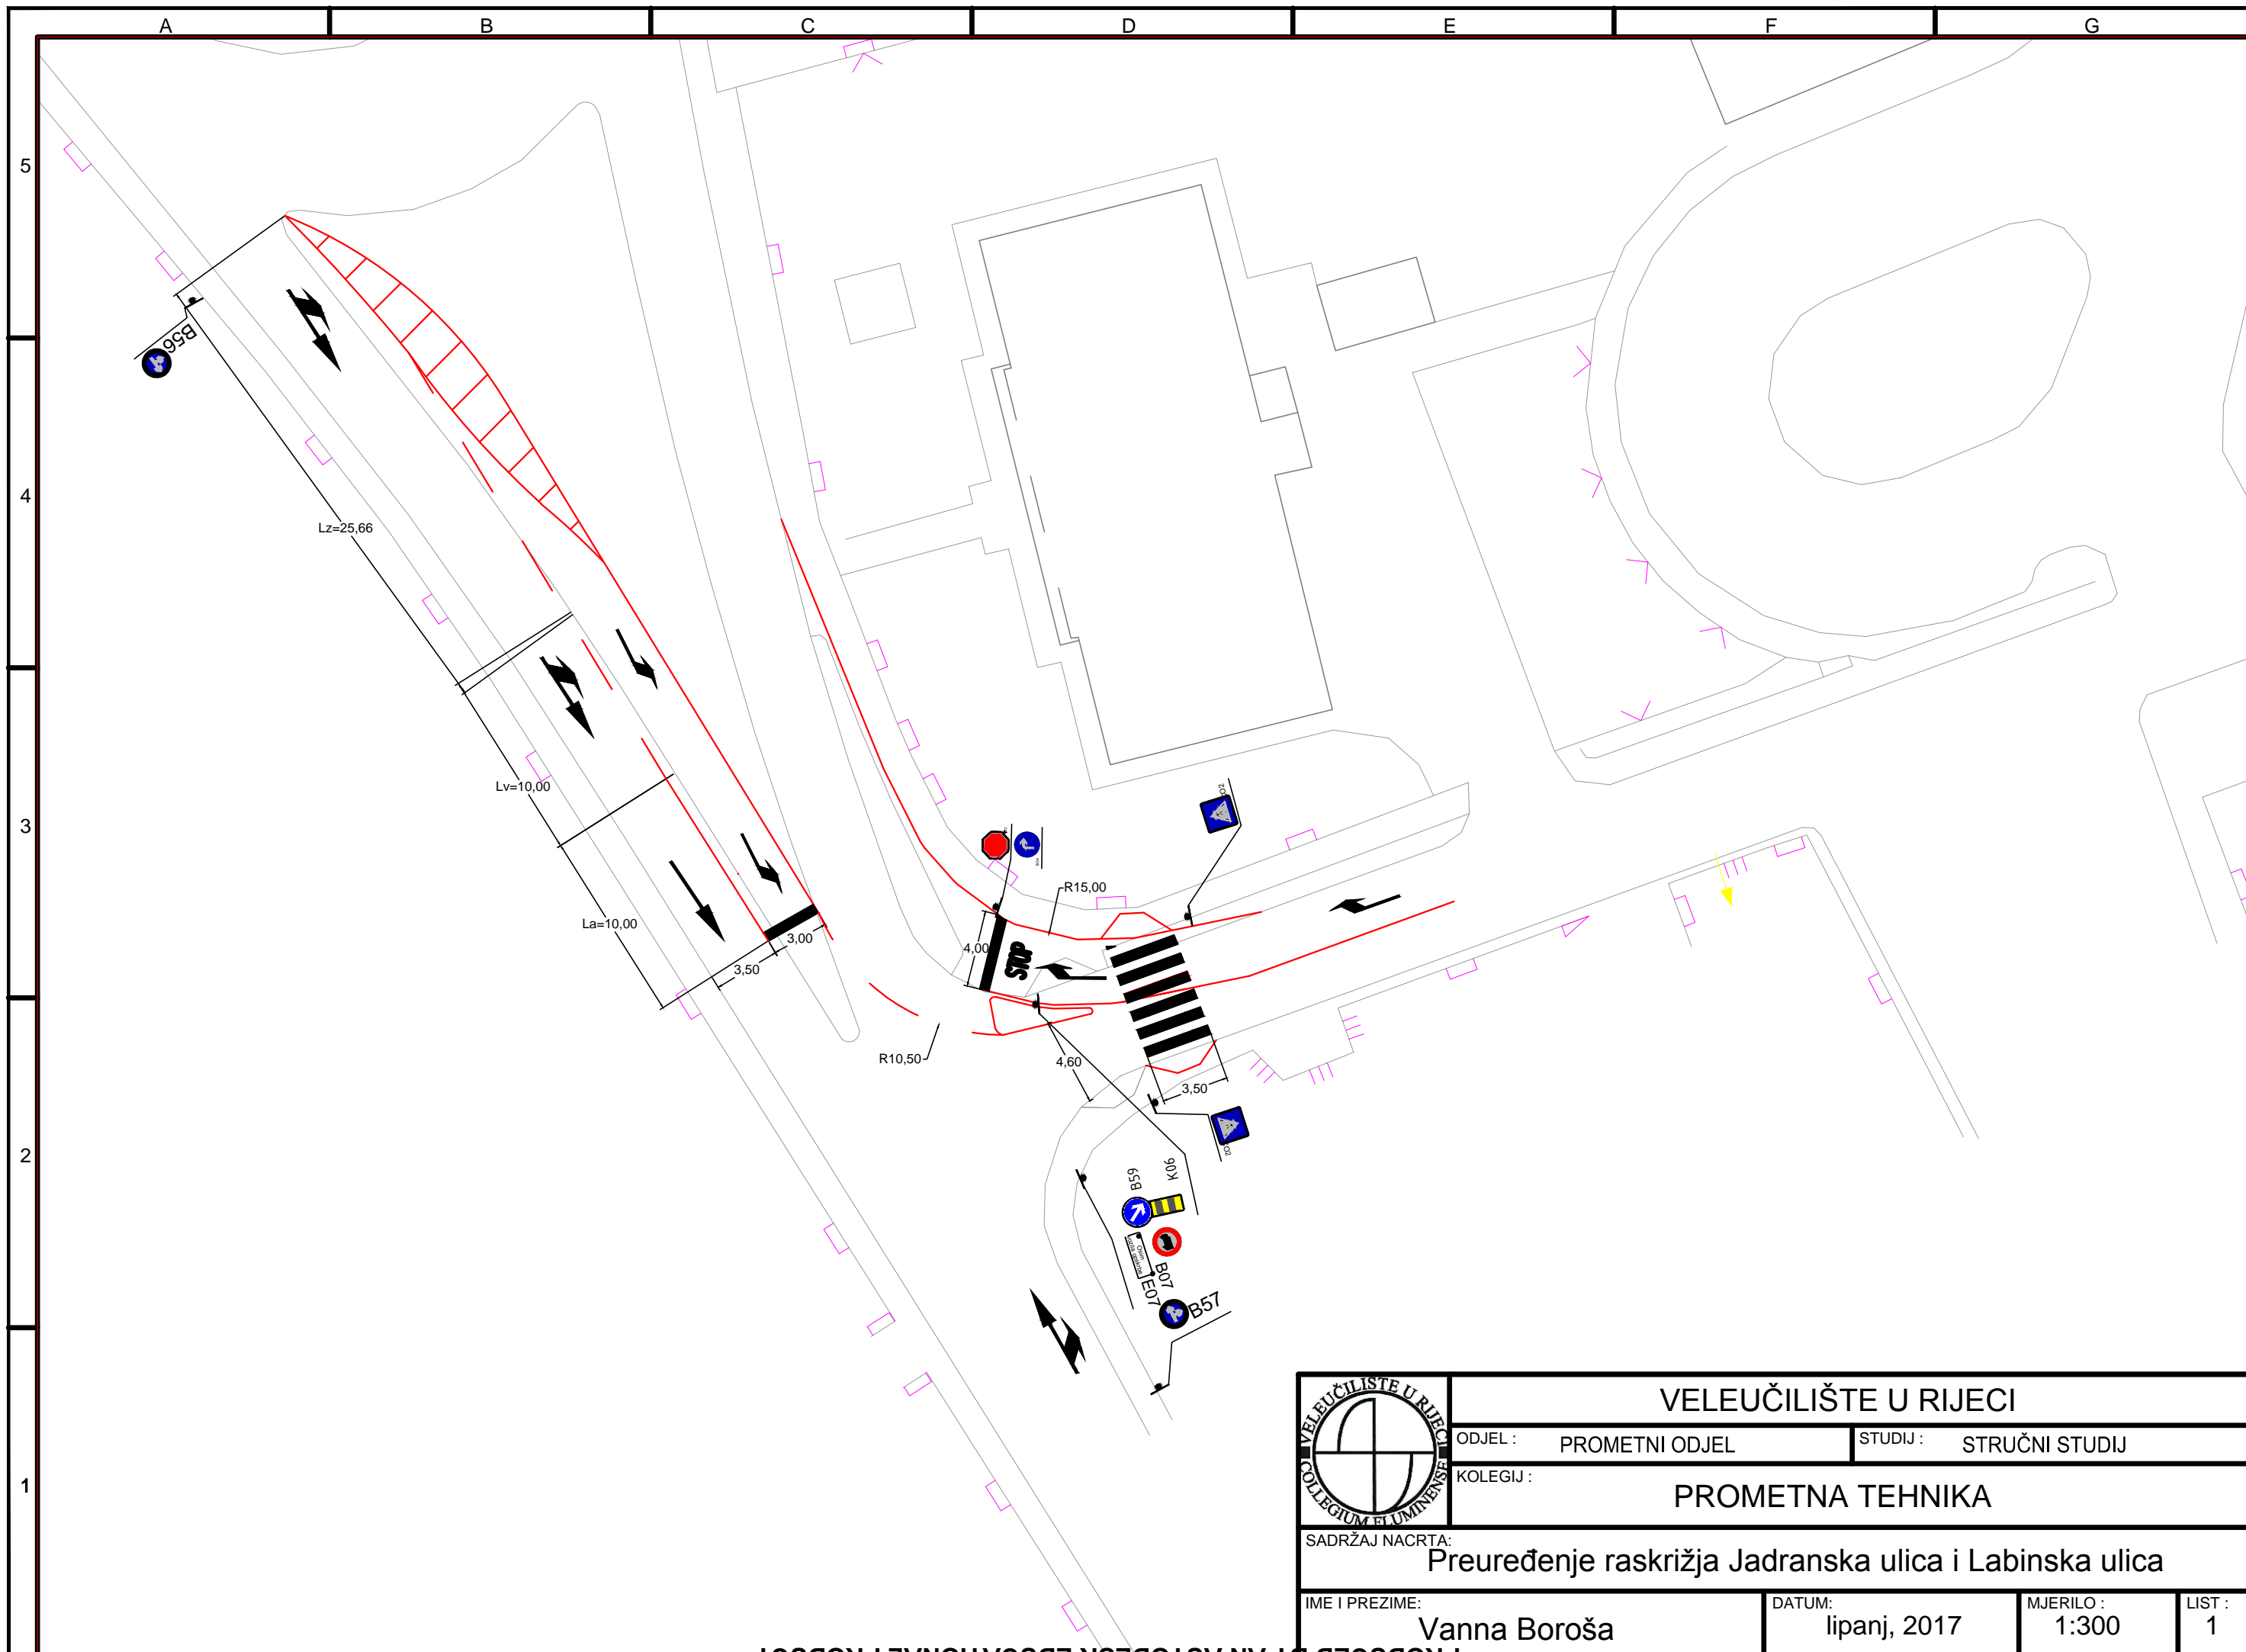 A B C D E F G
5
4
3
2
1
B56
Lz=25,66
Lv=10,00
La=10,00
3,00
3,50
R15,00
4,00
STOP
R10,50
4,60
3,50
C02
B59
K06
B07
E07
B57
VELEUČILIŠTE U RIJECI
COLLEGIUM FLUMINENSE
VELEUČILIŠTE U RIJECI
ODJEL : PROMETNI ODJEL
STUDIJ : STRUČNI STUDIJ
KOLEGIJ :
PROMETNA TEHNIKA
SADRŽAJ NACRTA:
Preuređenje raskrižja Jadranska ulica i Labinska ulica
IME I PREZIME:
Vanna Boroša
DATUM:
lipanj, 2017
MJERILO :
1:300
LIST :
1